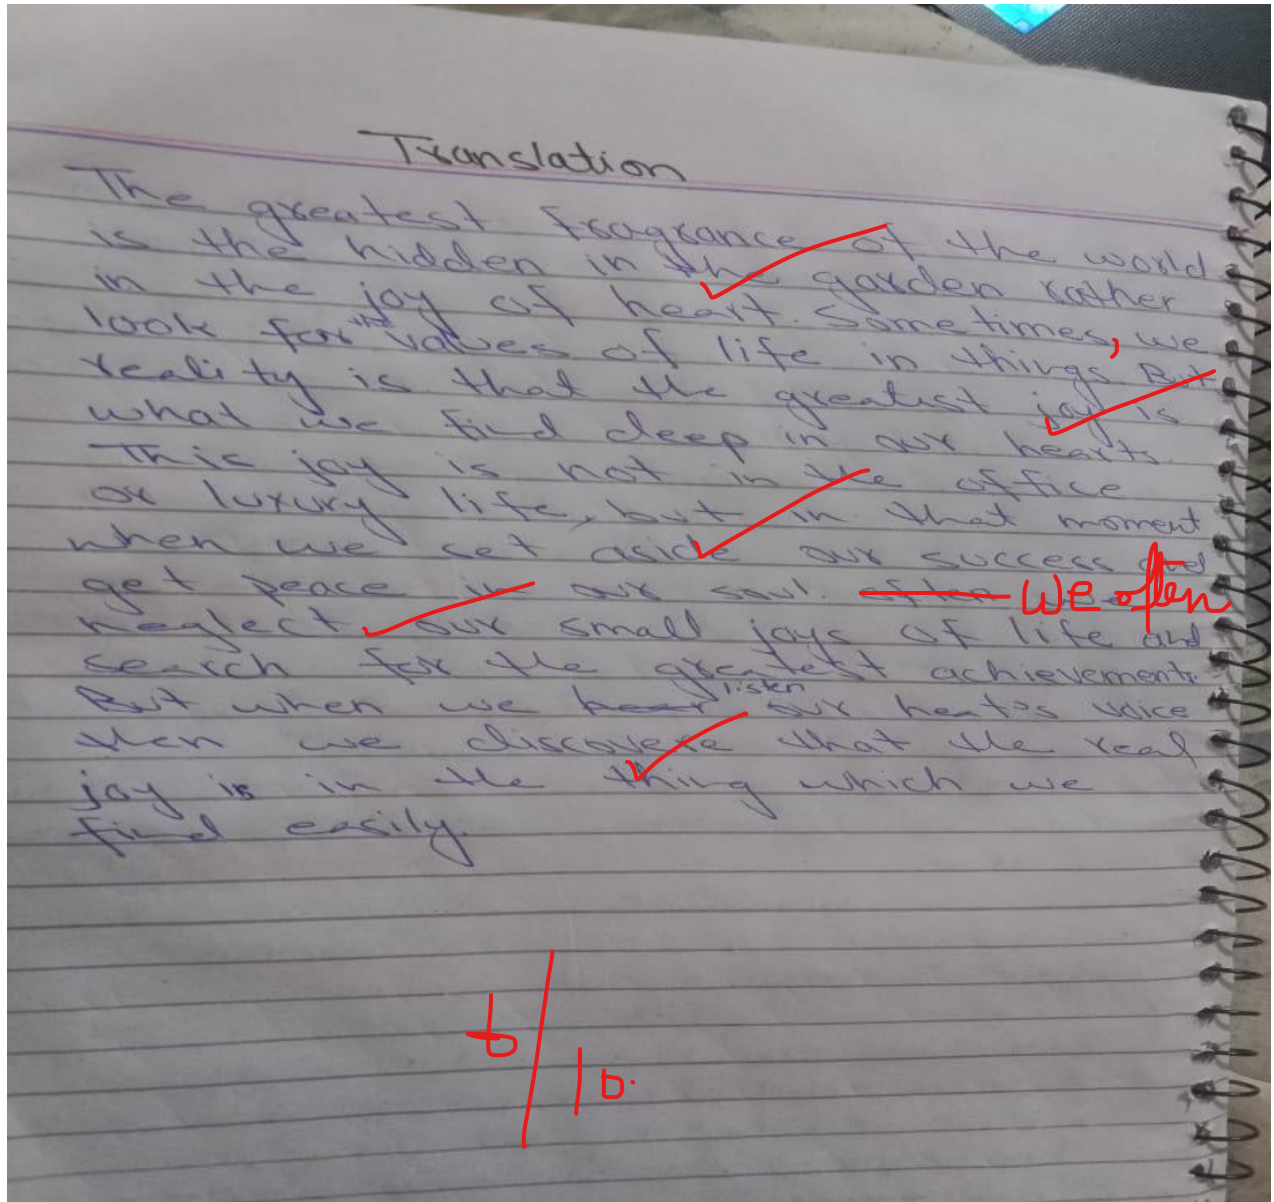 Translation
The greatest fragrance of the world
is the hidden in the garden rather
in the joy of heart. Sometimes, we
look for the values of life in things. But
reality is that the greatest joy is
what we find deep in our hearts.
This joy is not in the office
or luxury life, but in that moment
when we set aside our success and
get peace in our soul. often We often
neglect our small joys of life and
search for the greatest achievements.
But when we hear listen our heat's voice
then we discovere that the real
joy is in the thing which we
find easily.
6/10.